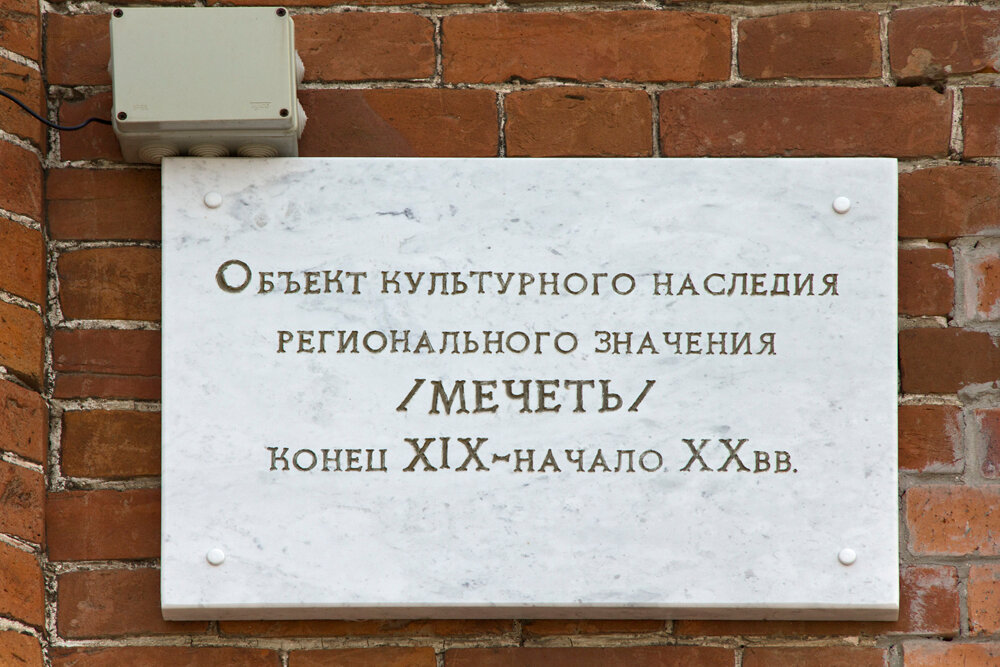 Объект культурного наследия
регионального значения
/МЕЧЕТЬ/
конец XIX-начало XXвв.